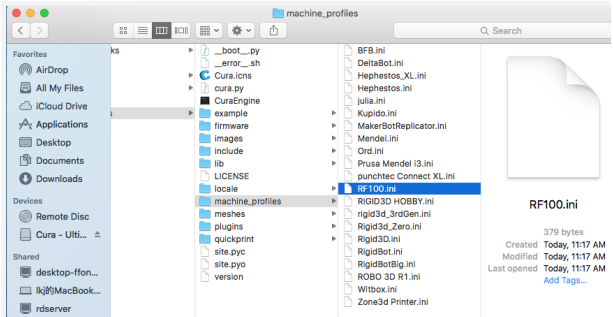 machine_profiles
Search
Favorites
AirDrop
All My Files
iCloud Drive
Applications
Desktop
Documents
Downloads
Devices
Remote Disc
Cura - Ulti...
Shared
desktop-ffon...
lkj的MacBook...
rdserver
ks
__boot__.py
__error__.sh
Cura.icns
cura.py
CuraEngine
example
firmware
images
include
lib
LICENSE
locale
machine_profiles
meshes
plugins
quickprint
site.pyc
site.pyo
version
BFB.ini
DeltaBot.ini
Hephestos_XL.ini
Hephestos.ini
julia.ini
Kupido.ini
MakerBotReplicator.ini
Mendel.ini
Ord.ini
Prusa Mendel i3.ini
punchtec Connect XL.ini
RF100.ini
RIGID3D HOBBY.ini
rigid3d_3rdGen.ini
Rigid3d_Zero.ini
Rigid3D.ini
RigidBot.ini
RigidBotBig.ini
ROBO 3D R1.ini
Witbox.ini
Zone3d Printer.ini
RF100.ini
379 bytes
Created Today, 11:17 AM
Modified Today, 11:17 AM
Last opened Today, 11:17 AM
Add Tags...